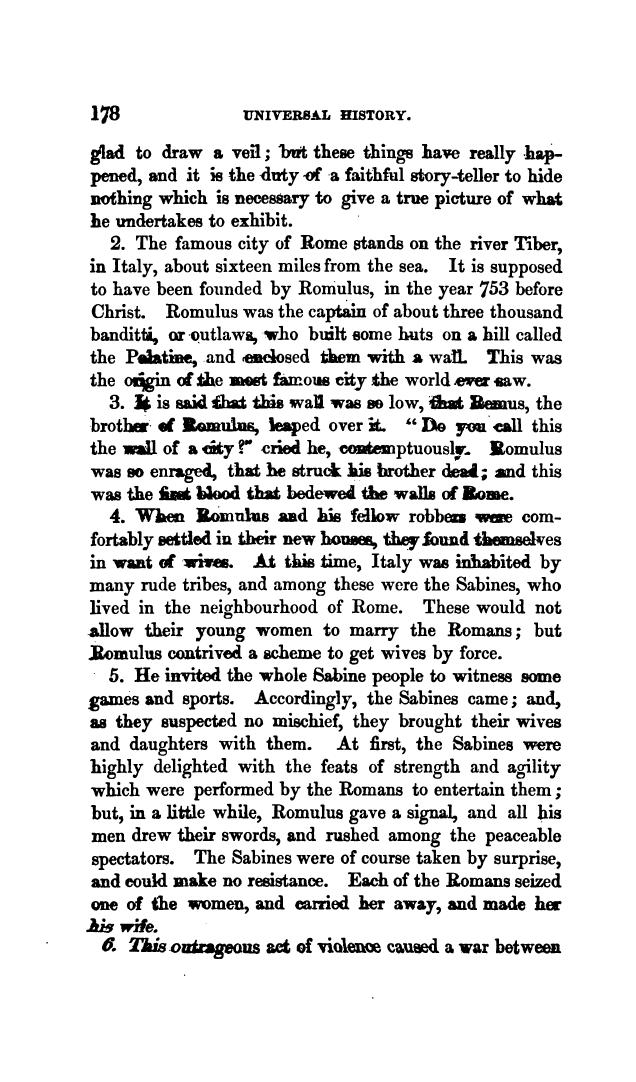 178 UNIVERSAL HISTORY.
glad to draw a veil; but these things have really hap-
pened, and it is the duty of a faithful story-teller to hide
nothing which is necessary to give a true picture of what
he undertakes to exhibit.
2. The famous city of Rome stands on the river Tiber,
in Italy, about sixteen miles from the sea. It is supposed
to have been founded by Romulus, in the year 753 before
Christ. Romulus was the captain of about three thousand
banditti, or outlaws, who built some huts on a hill called
the Palatine, and enclosed them with a wall. This was
the origin of the most famous city the world ever saw.
3. It is said that this wall was so low, that Remus, the
brother of Romulus, leaped over it. "Do you call this
the wall of a city?" cried he, contemptuously. Romulus
was so enraged, that he struck his brother dead; and this
was the first blood that bedewed the walls of Rome.
4. When Romulus and his fellow robbers were com-
fortably settled in their new houses, they found themselves
in want of wives. At this time, Italy was inhabited by
many rude tribes, and among these were the Sabines, who
lived in the neighbourhood of Rome. These would not
allow their young women to marry the Romans; but
Romulus contrived a scheme to get wives by force.
5. He invited the whole Sabine people to witness some
games and sports. Accordingly, the Sabines came; and,
as they suspected no mischief, they brought their wives
and daughters with them. At first, the Sabines were
highly delighted with the feats of strength and agility
which were performed by the Romans to entertain them;
but, in a little while, Romulus gave a signal, and all his
men drew their swords, and rushed among the peaceable
spectators. The Sabines were of course taken by surprise,
and could make no resistance. Each of the Romans seized
one of the women, and carried her away, and made her
his wife.
6. This outrageous act of violence caused a war between